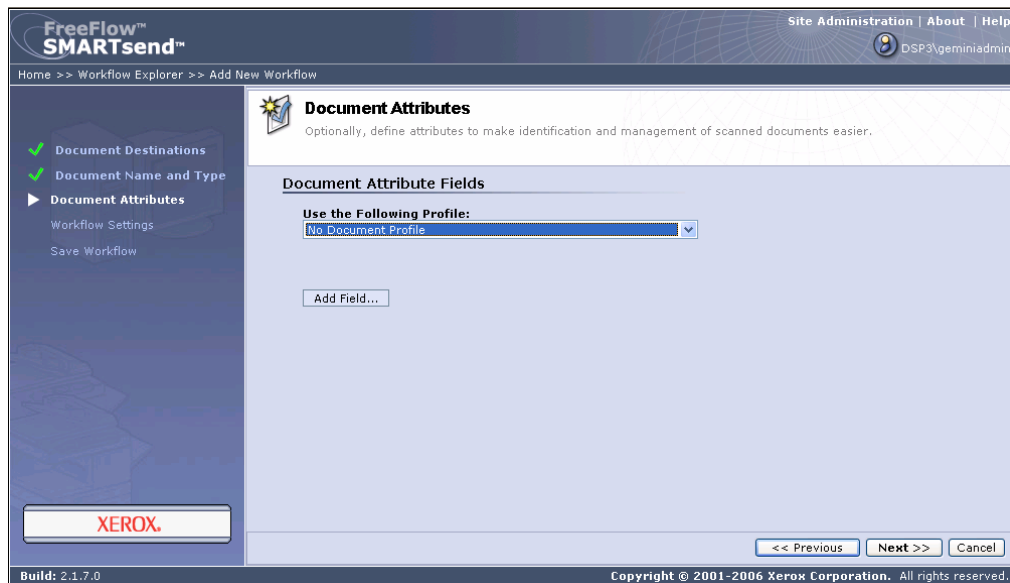 FreeFlow™
SMARTsend™
Site Administration | About | Help
DSP3\geminiadmin
Home >> Workflow Explorer >> Add New Workflow
Document Destinations
Document Name and Type
Document Attributes
Workflow Settings
Save Workflow
XEROX.
Document Attributes
Optionally, define attributes to make identification and management of scanned documents easier.
Document Attribute Fields
Use the Following Profile:
No Document Profile
Add Field...
<< Previous
Next >>
Cancel
Build: 2.1.7.0
Copyright © 2001-2006 Xerox Corporation. All rights reserved.